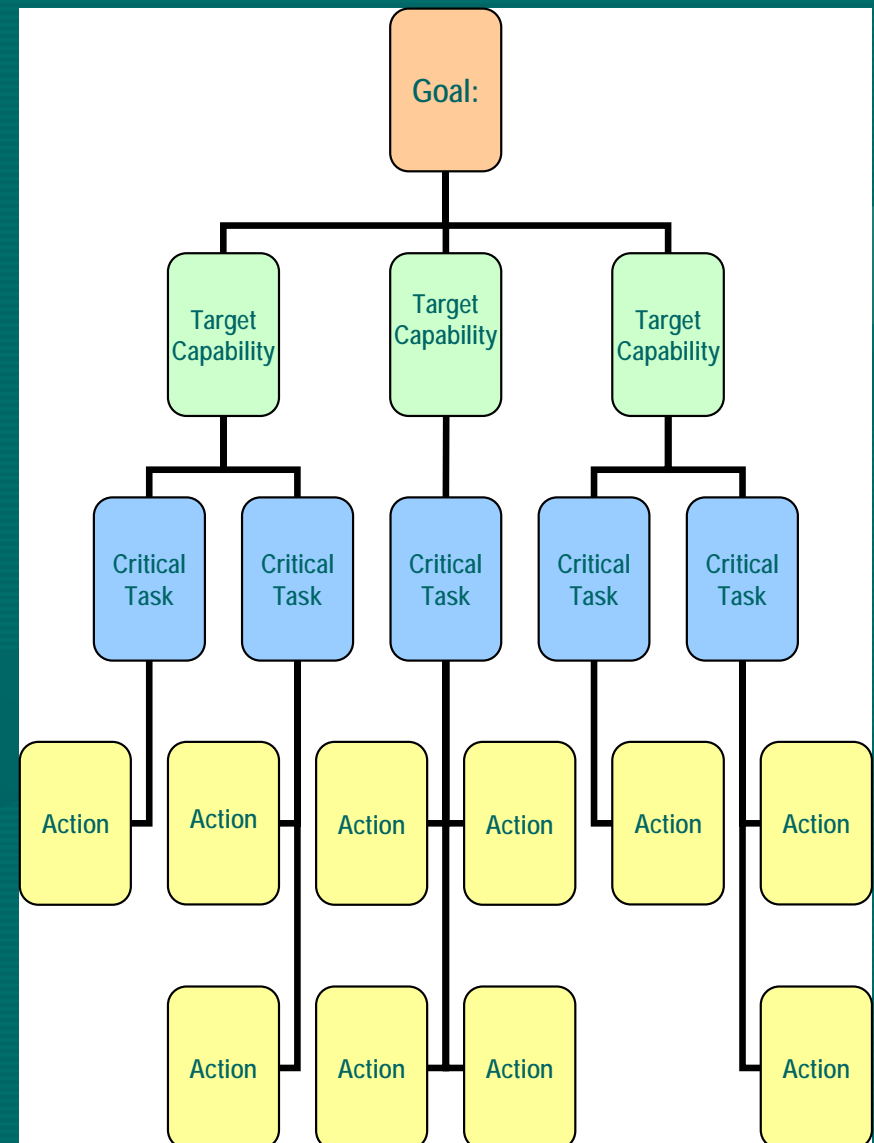 Goal:
Target
Capability
Target
Capability
Target
Capability
Critical
Task
Critical
Task
Critical
Task
Critical
Task
Critical
Task
Action
Action
Action
Action
Action
Action
Action
Action
Action
Action